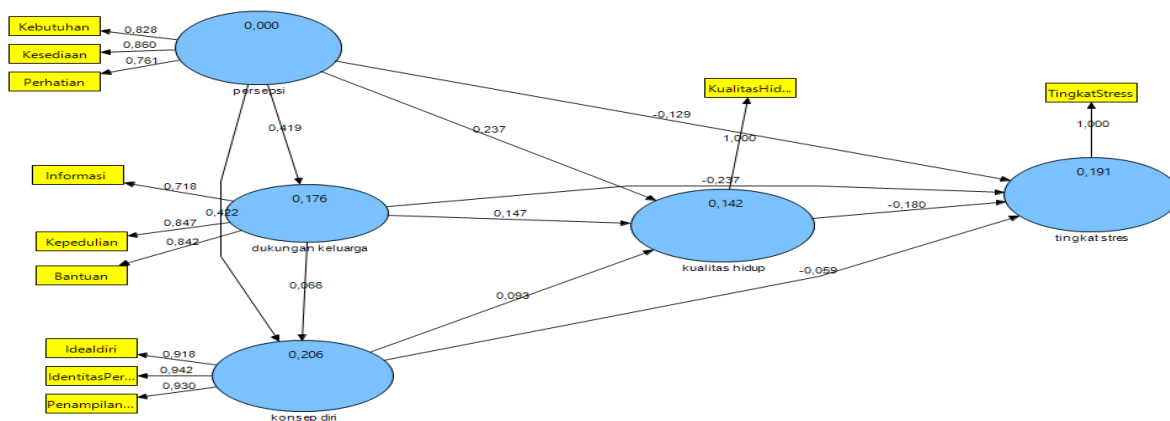 Kebutuhan
0,828
0,000
Kesediaan
0,860
Perhatian
0,761
persepsi
KualitasHid...
TingkatStress
-0,129
0,419
0,237
1,000
1,000
Informasi
0,718
0,176
0,191
-0,237
0,422
0,147
0,142
-0,180
Kepedulian
0,847
0,842
dukungan keluarga
tingkat stres
Bantuan
kualitas hidup
0,066
0,093
-0,059
Idealdiri
0,918
0,206
IdentitasPer...
0,942
Penampilan...
0,930
konsep diri